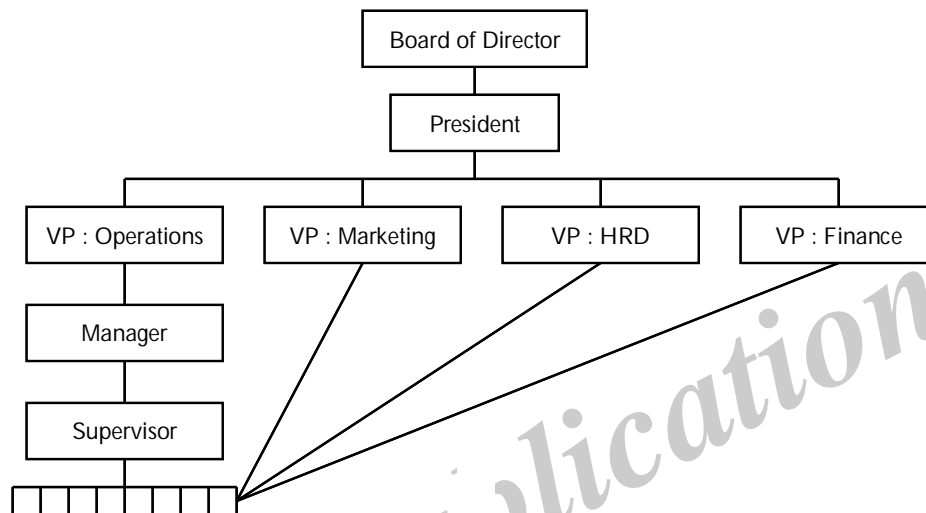 Board of Director
President
VP : Operations
VP : Marketing
VP : HRD
VP : Finance
Manager
Supervisor